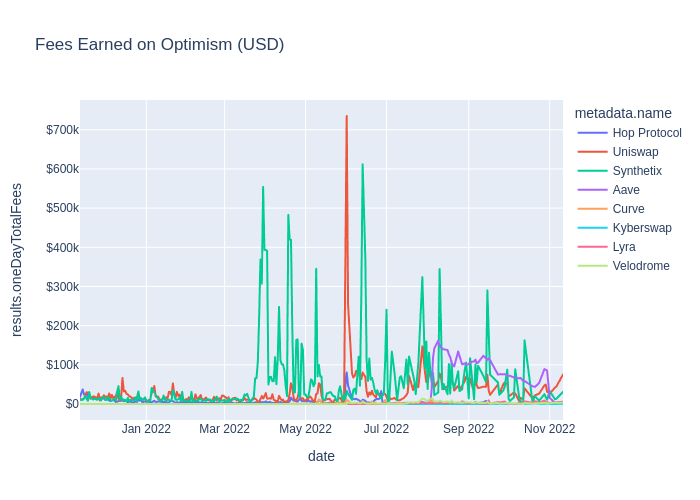 Fees Earned on Optimism (USD)
metadata.name
Hop Protocol
Uniswap
Synthetix
Aave
Curve
Kyberswap
Lyra
Velodrome
results.oneDayTotalFees
$700k
$600k
$500k
$400k
$300k
$200k
$100k
$0
Jan 2022
Mar 2022
May 2022
Jul 2022
Sep 2022
Nov 2022
date